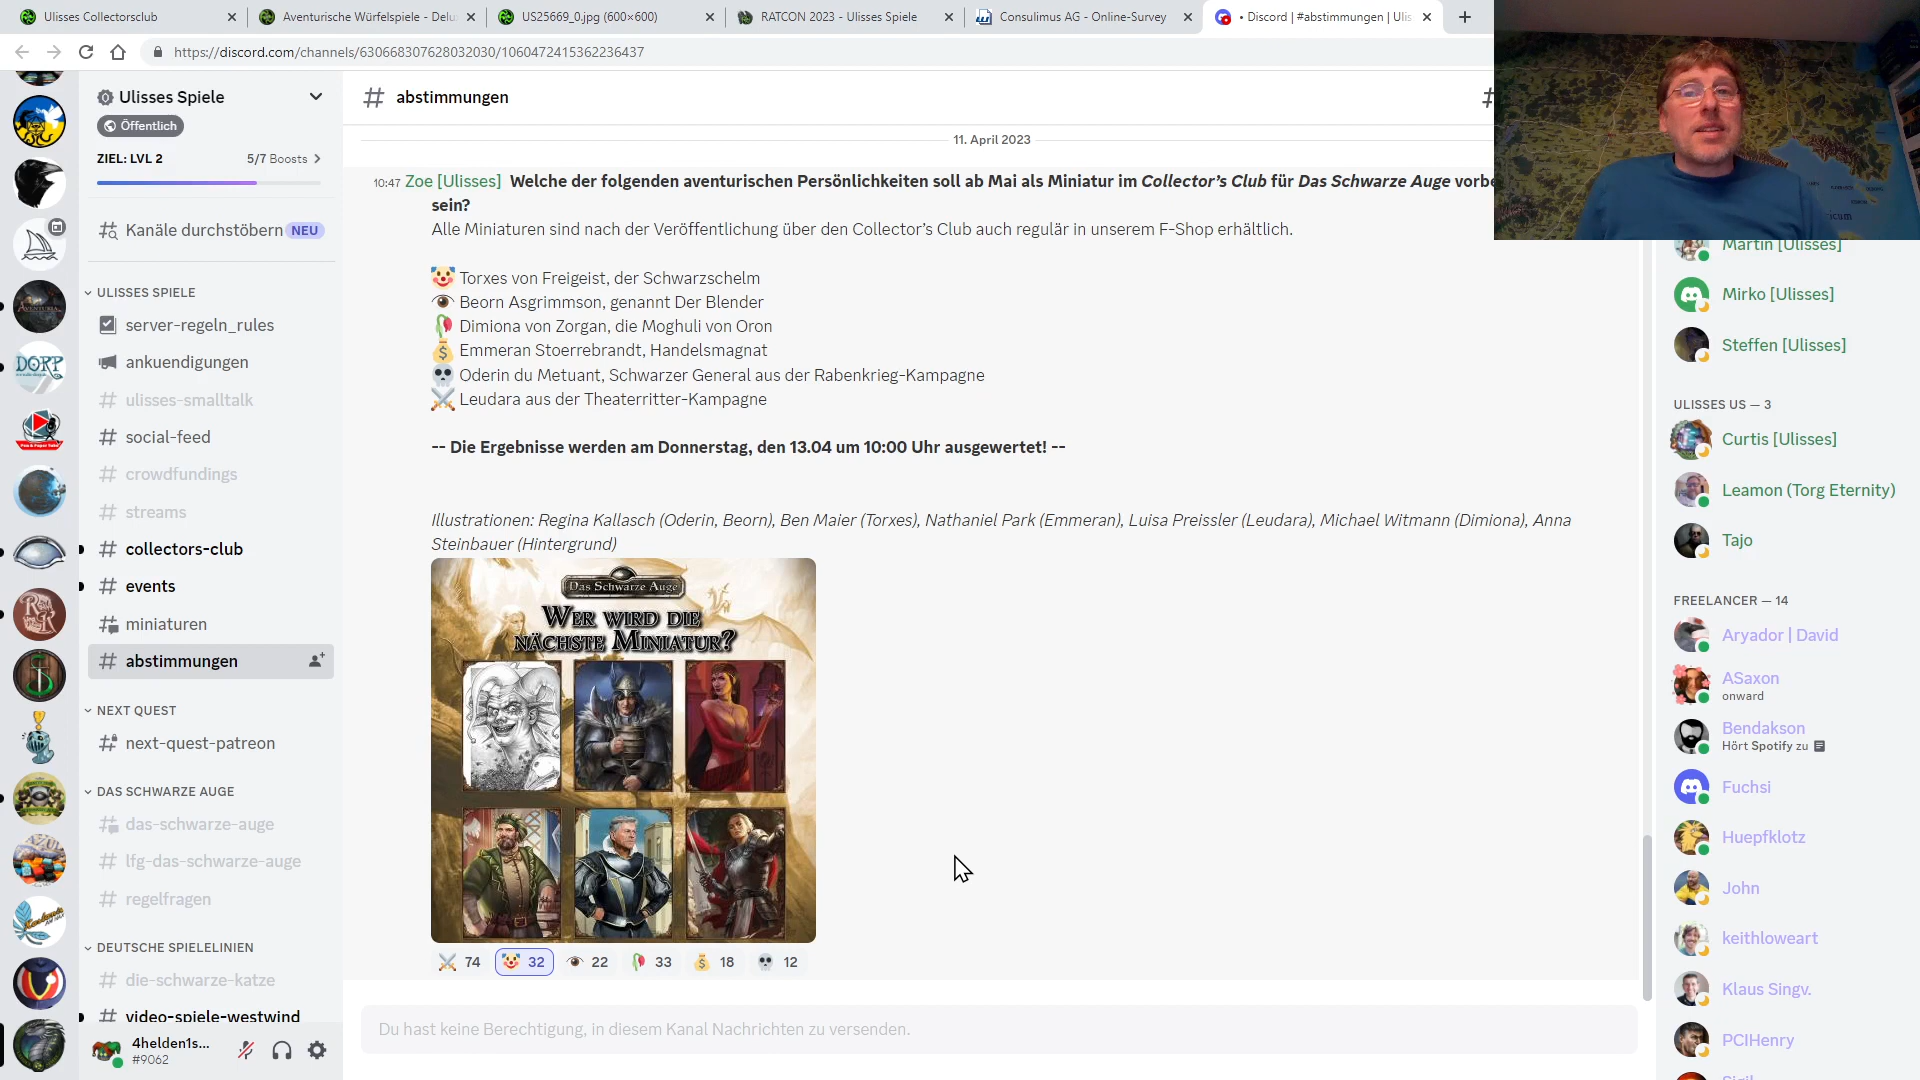 Ulisses Collectorsclub
Aventurische Würfelspiele - Delu
US25669_0.jpg (600×600)
RATCON 2023 - Ulisses Spiele
Consulimus AG - Online-Survey
• Discord | #abstimmungen | Ulis
https://discord.com/channels/630668307628032030/1060472415362236437
Ulisses Spiele
Öffentlich
ZIEL: LVL 2
5/7 Boosts
Kanäle durchstöbern NEU
ULISSES SPIELE
server-regeln_rules
ankuendigungen
ulisses-smalltalk
social-feed
crowdfundings
streams
collectors-club
events
miniaturen
abstimmungen
NEXT QUEST
next-quest-patreon
DAS SCHWARZE AUGE
das-schwarze-auge
lfg-das-schwarze-auge
regelfragen
DEUTSCHE SPIELELINIEN
die-schwarze-katze
video-spiele-westwind
4helden1s...
#9062
abstimmungen
11. April 2023
10:47 Zoe [Ulisses] Welche der folgenden aventurischen Persönlichkeiten soll ab Mai als Miniatur im Collector's Club für Das Schwarze Auge vorbe
sein?
Alle Miniaturen sind nach der Veröffentlichung über den Collector's Club auch regulär in unserem F-Shop erhältlich.
🤡 Torxes von Freigeist, der Schwarzschelm
👁 Beorn Asgrimmson, genannt Der Blender
🥀 Dimiona von Zorgan, die Moghuli von Oron
💰 Emmeran Stoerrebrandt, Handelsmagnat
💀 Oderin du Metuant, Schwarzer General aus der Rabenkrieg-Kampagne
⚔ Leudara aus der Theaterritter-Kampagne
-- Die Ergebnisse werden am Donnerstag, den 13.04 um 10:00 Uhr ausgewertet! --
Illustrationen: Regina Kallasch (Oderin, Beorn), Ben Maier (Torxes), Nathaniel Park (Emmeran), Luisa Preissler (Leudara), Michael Witmann (Dimiona), Anna
Steinbauer (Hintergrund)
Das Schwarze Auge
WER WIRD DIE
NÄCHSTE MINIATUR?
⚔ 74 🤡 32 👁 22 🥀 33 💰 18 💀 12
Du hast keine Berechtigung, in diesem Kanal Nachrichten zu versenden.
Martin [Ulisses]
Mirko [Ulisses]
Steffen [Ulisses]
ULISSES US — 3
Curtis [Ulisses]
Leamon (Torg Eternity)
Tajo
FREELANCER — 14
Aryador | David
ASaxon
onward
Bendakson
Hört Spotify zu
Fuchsi
Huepfklotz
John
keithloweart
Klaus Singv.
PCIHenry